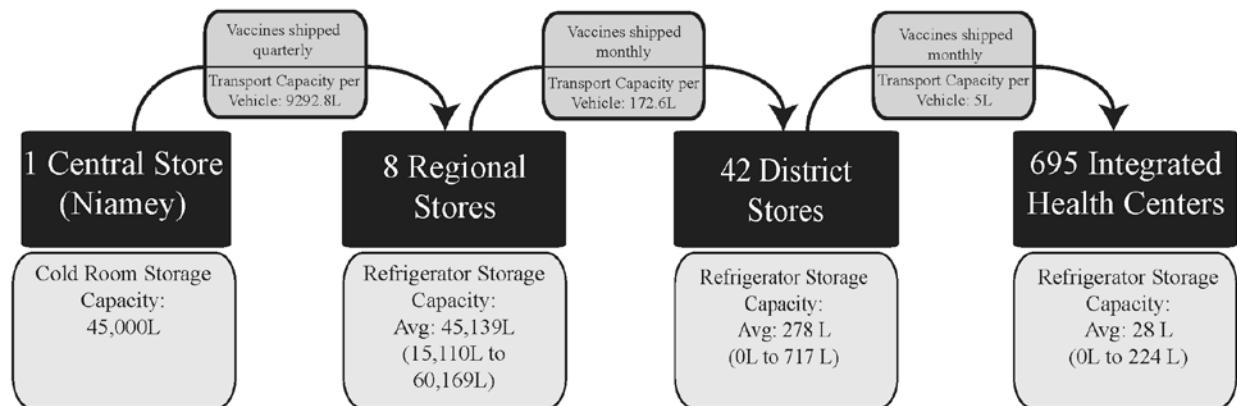 Vaccines shipped
quarterly
Transport Capacity per
Vehicle: 9292.8L
Vaccines shipped
monthly
Transport Capacity per
Vehicle: 172.6L
Vaccines shipped
monthly
Transport Capacity per
Vehicle: 5L
1 Central Store
(Niamey)
8 Regional
Stores
42 District
Stores
695 Integrated
Health Centers
Cold Room Storage
Capacity:
45,000L
Refrigerator Storage
Capacity:
Avg: 45,139L
(15,110L to
60,169L)
Refrigerator Storage
Capacity:
Avg: 278 L
(0L to 717 L)
Refrigerator Storage
Capacity:
Avg: 28 L
(0L to 224 L)